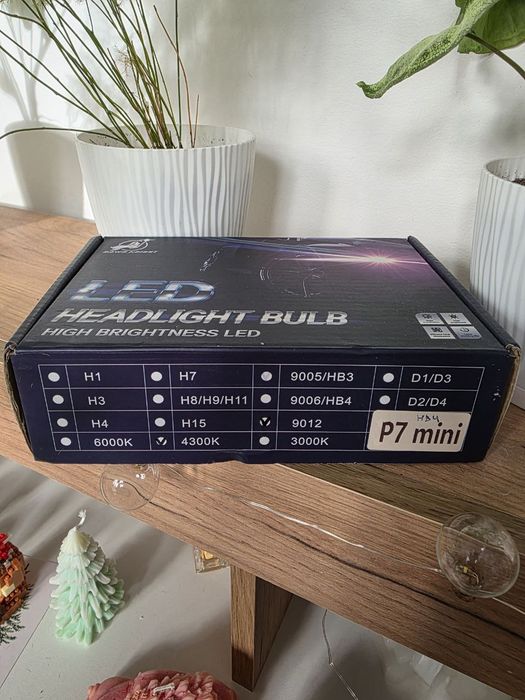 LED
HEADLIGHT BULB
HIGH BRIGHTNESS LED
H1 H7 9005/HB3 D1/D3
H3 H8/H9/H11 9006/HB4 D2/D4
H4 H15 9012
6000K 4300K 3000K
P7 mini